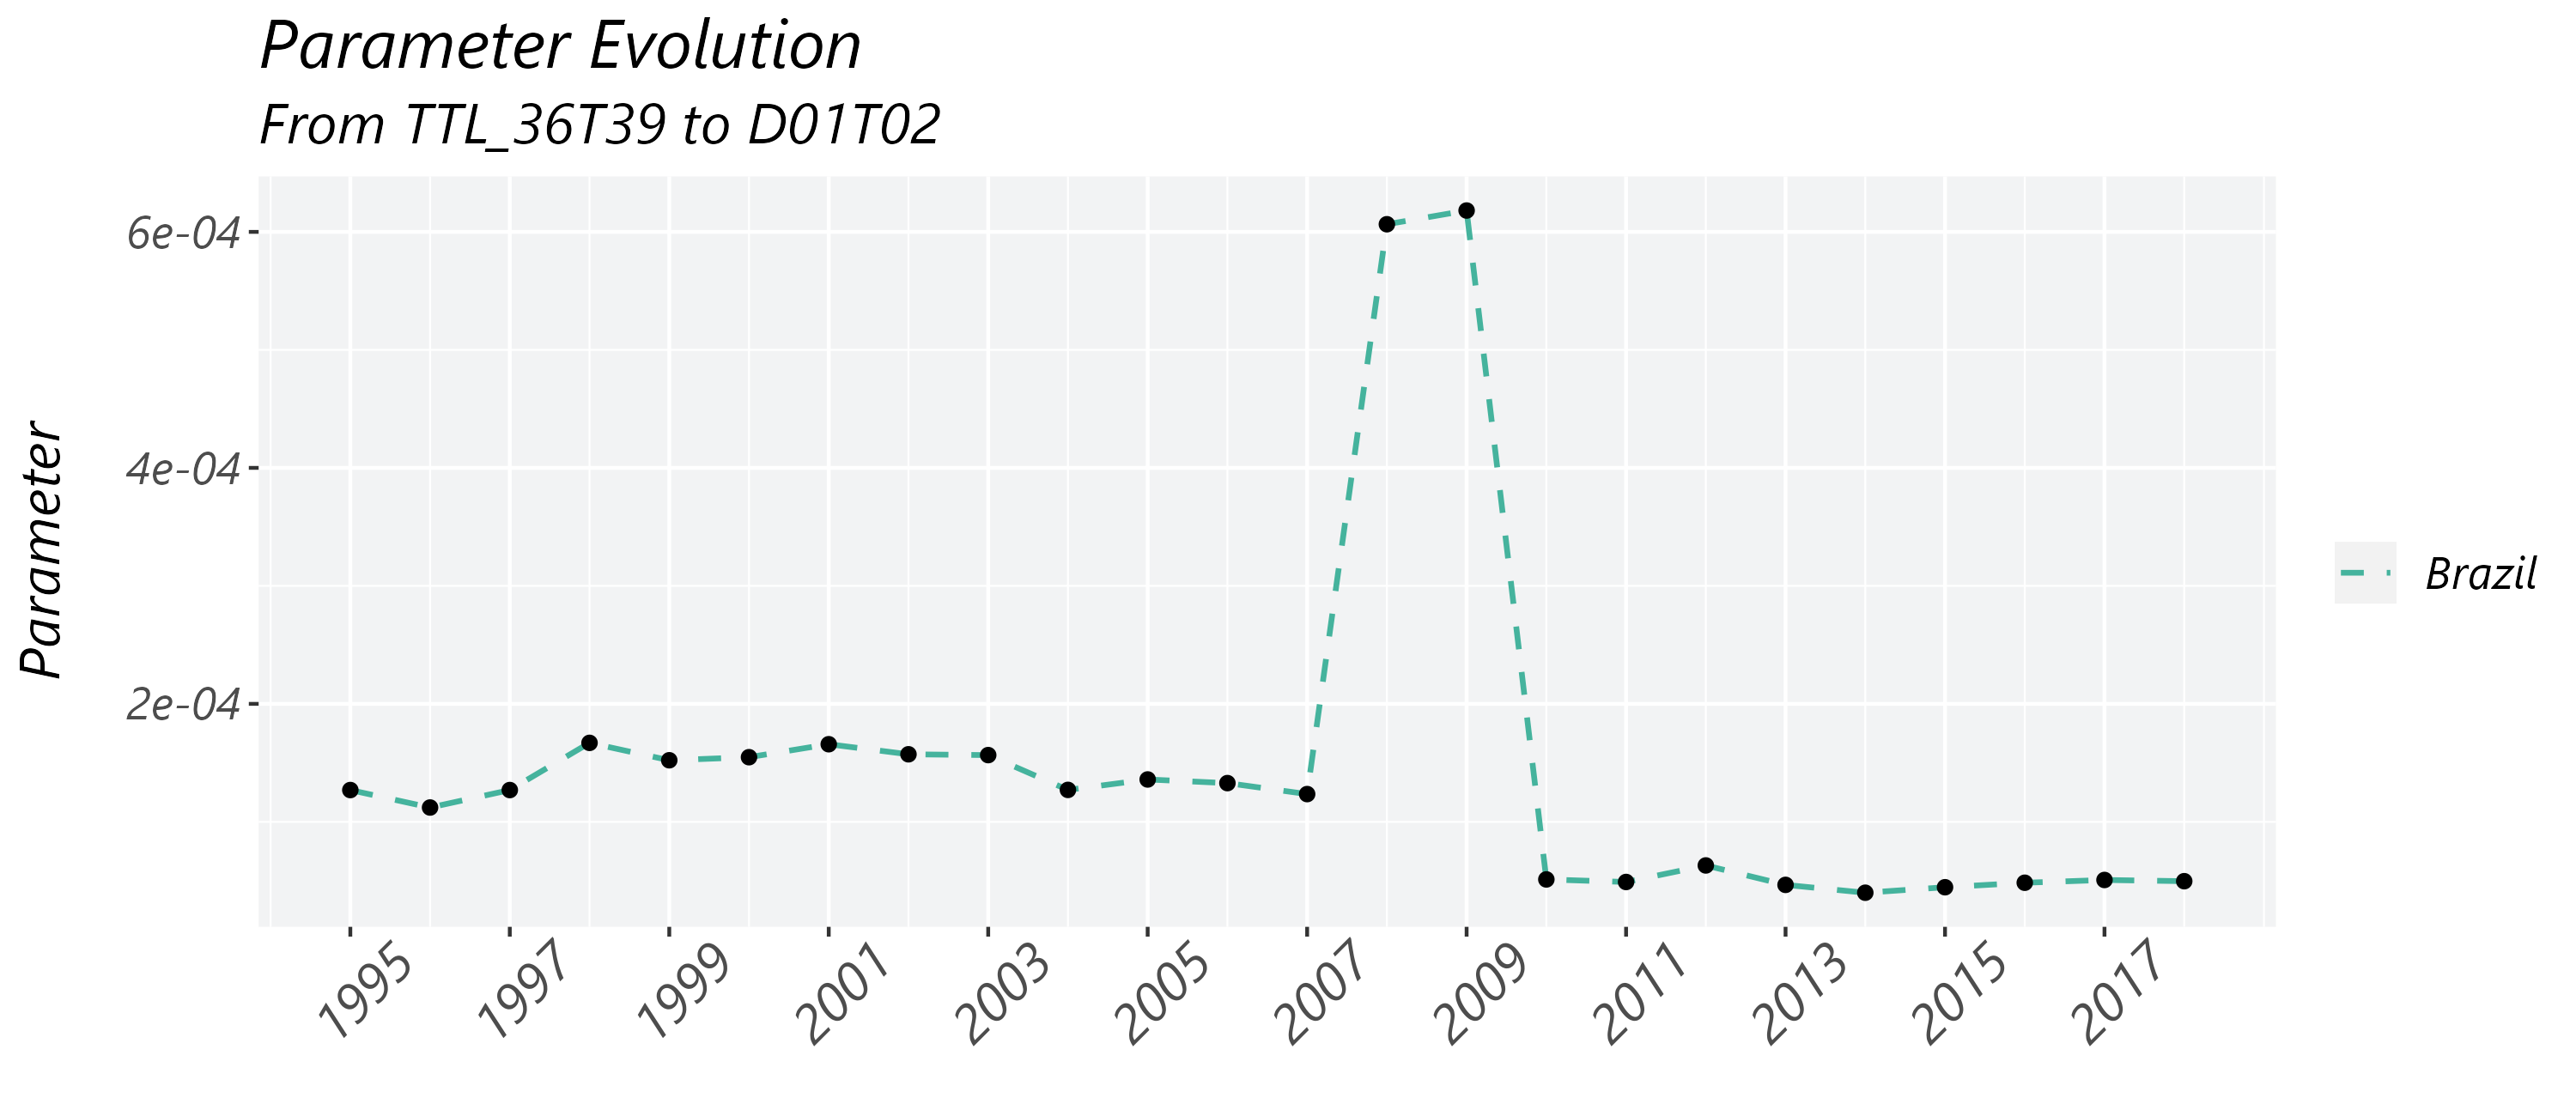 Parameter Evolution
From TTL_36T39 to D01T02
Parameter
6e-04
4e-04
2e-04
1995
1997
1999
2001
2003
2005
2007
2009
2011
2013
2015
2017
Brazil